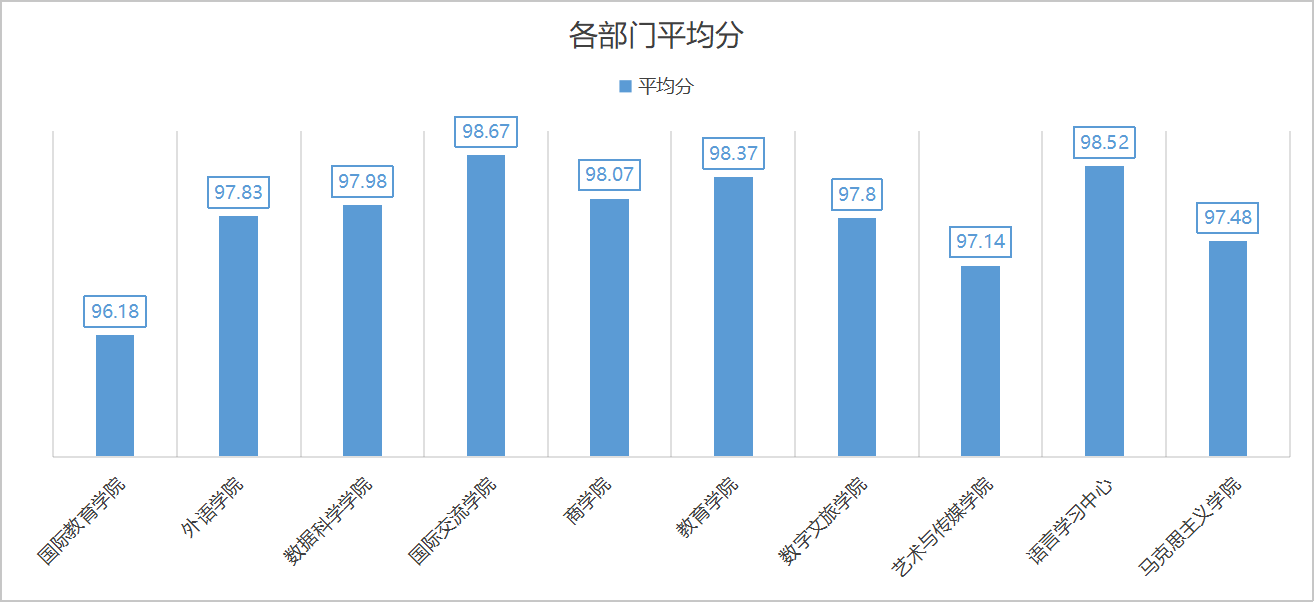 各部门平均分
平均分
96.18
97.83
97.98
98.67
98.07
98.37
97.8
97.14
98.52
97.48
国际教育学院
外语学院
数据科学学院
国际交流学院
商学院
教育学院
数字文旅学院
艺术与传媒学院
语言学习中心
马克思主义学院